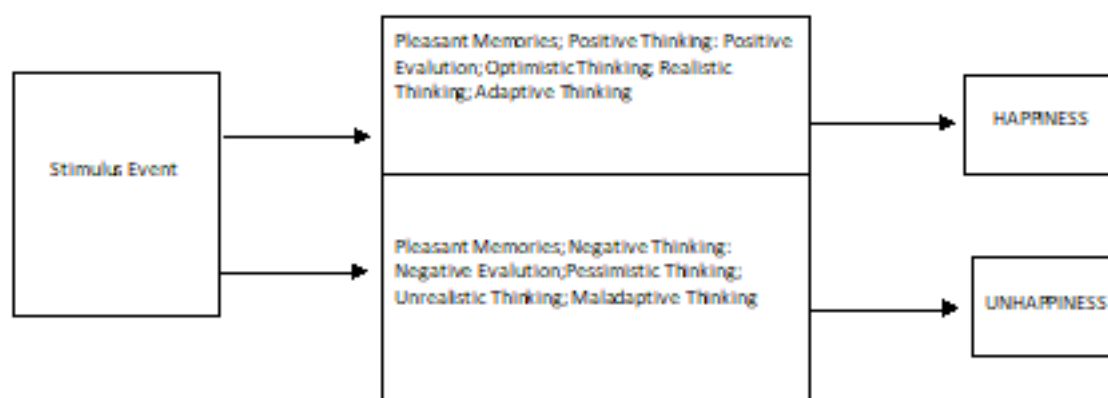 Stimulus Event
Pleasant Memories; Positive Thinking: Positive
Evalution; Optimistic Thinking; Realistic
Thinking; Adaptive Thinking
HAPPINESS
Pleasant Memories; Negative Thinking:
Negative Evalution;Pessimistic Thinking;
Unrealistic Thinking; Maladaptive Thinking
UNHAPPINESS